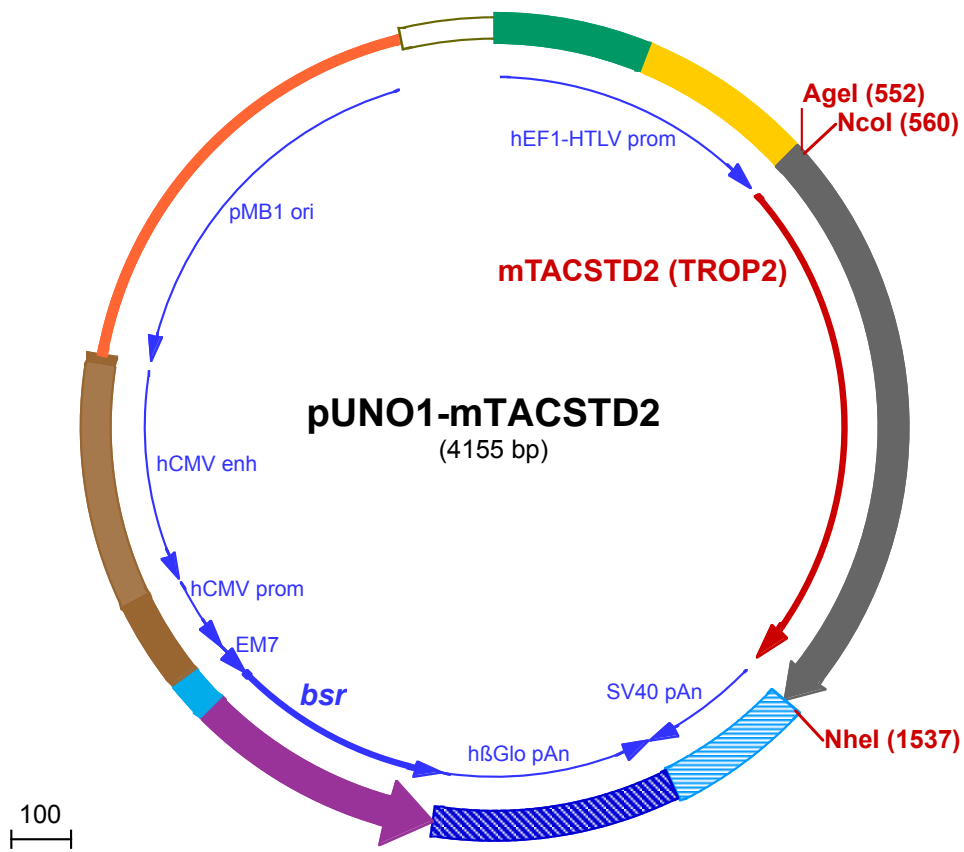 AgeI (552)
NcoI (560)
hEF1-HTLV prom
pMB1 ori
mTACSTD2 (TROP2)
pUNO1-mTACSTD2
(4155 bp)
hCMV enh
hCMV prom
EM7
bsr
SV40 pAn
NheI (1537)
hßGlo pAn
100